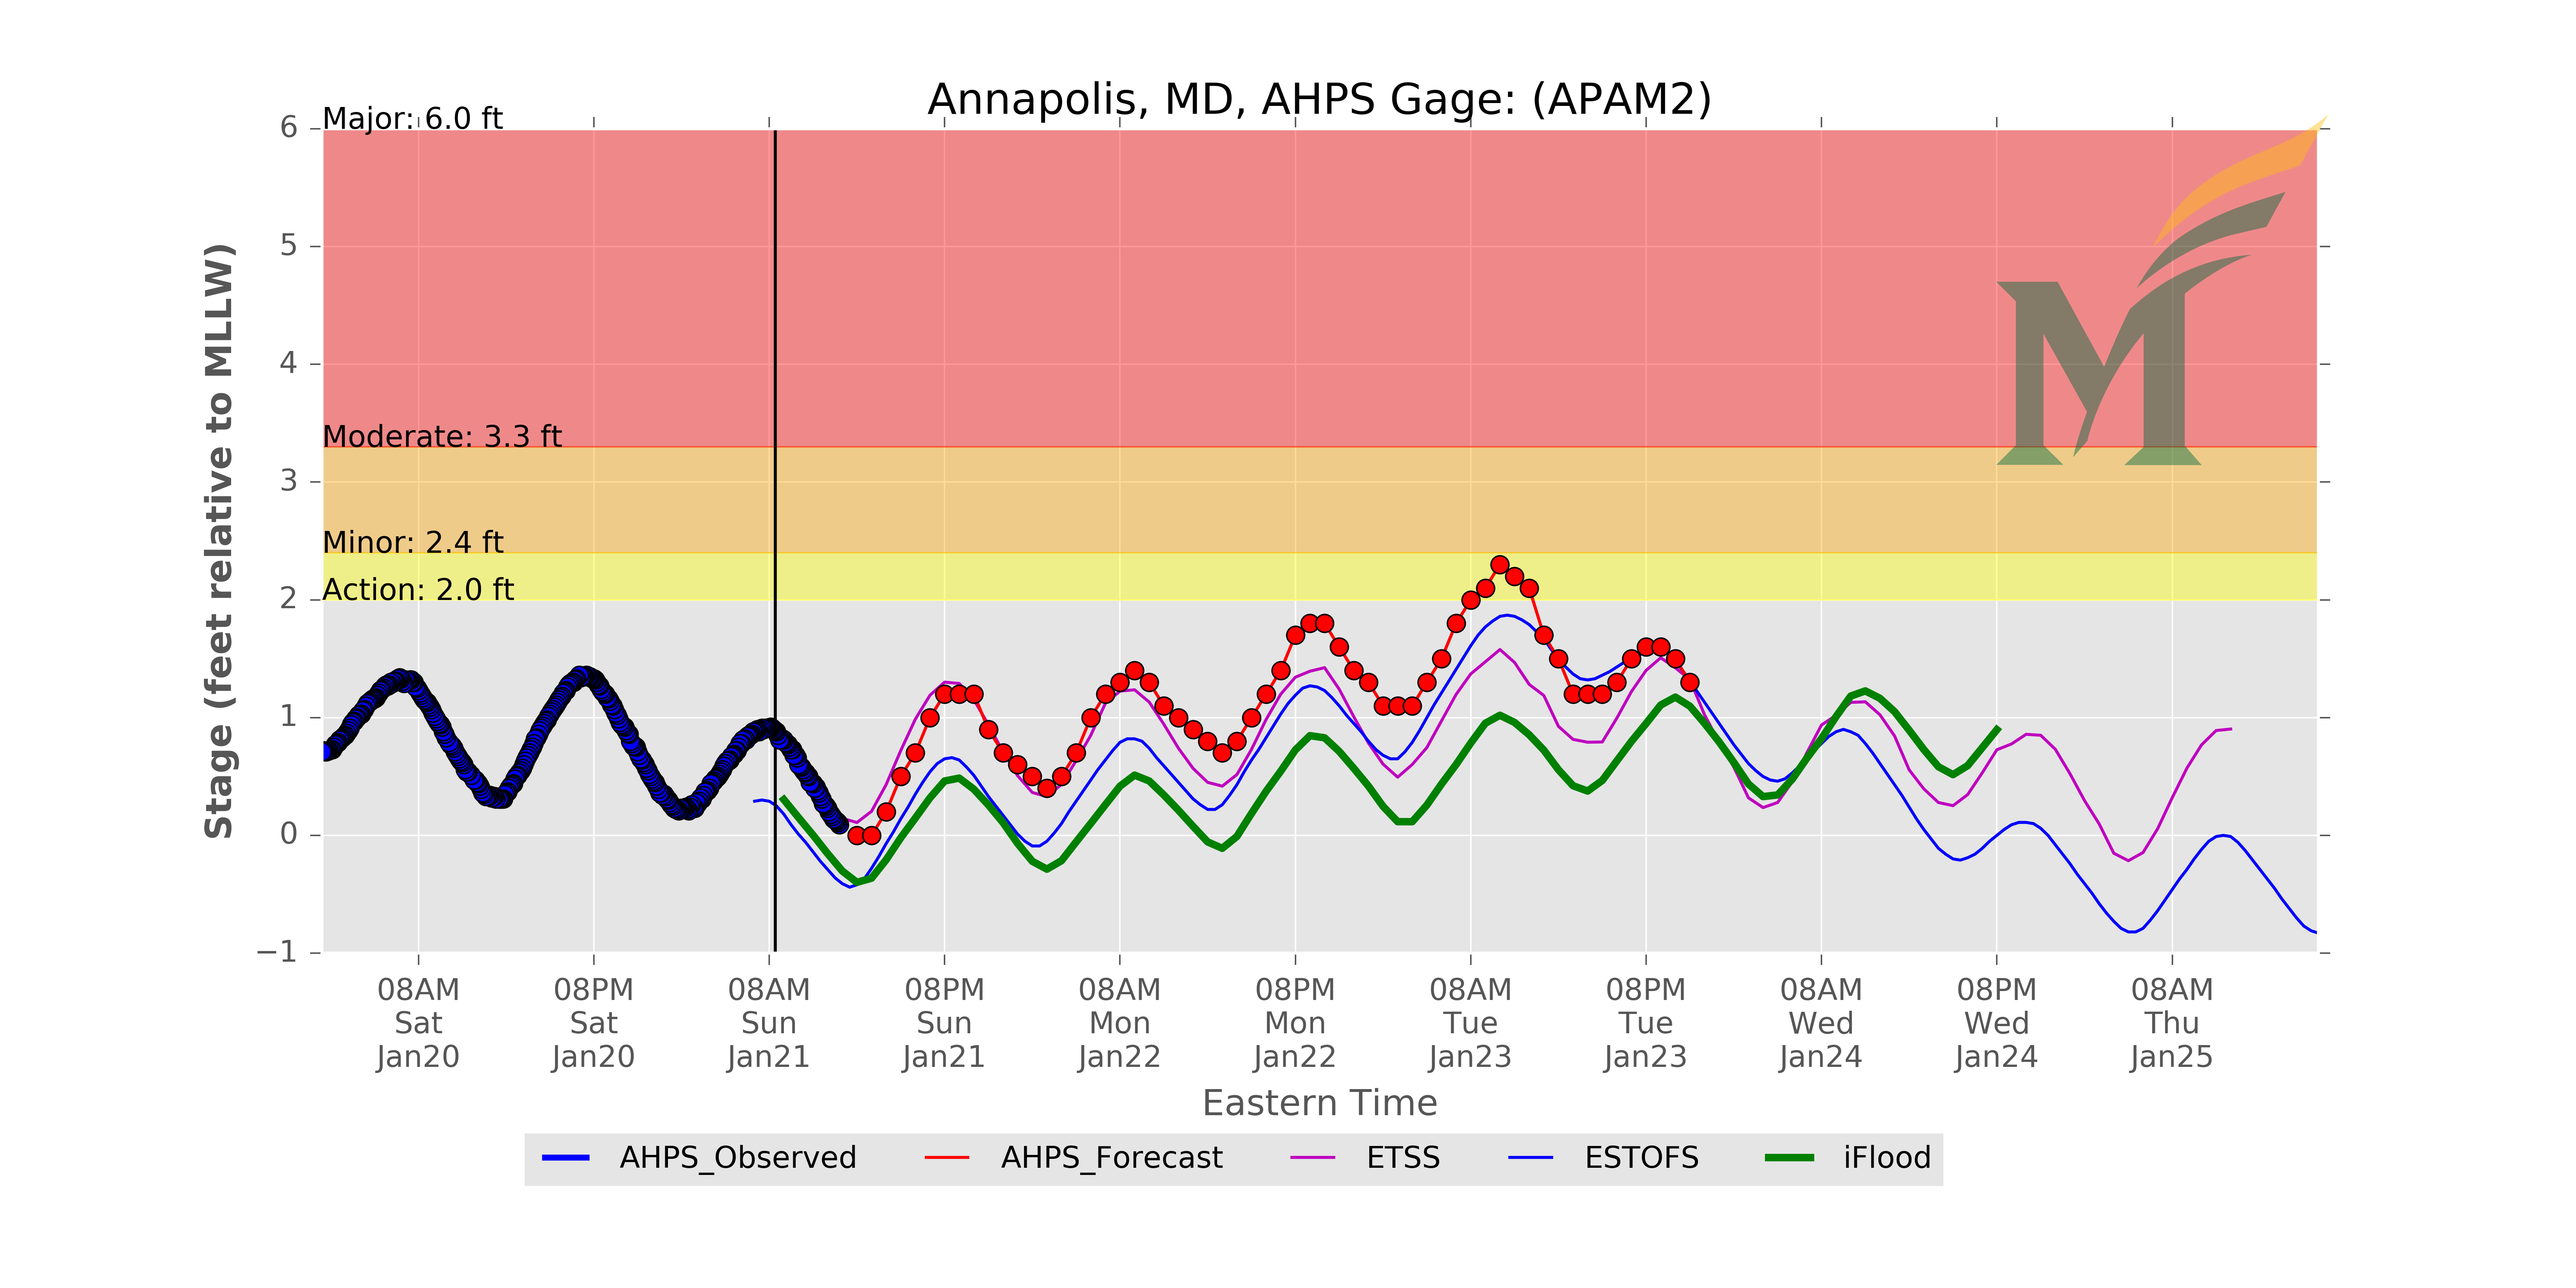 Annapolis, MD, AHPS Gage: (APAM2)
Major: 6.0 ft
Moderate: 3.3 ft
Minor: 2.4 ft
Action: 2.0 ft
Stage (feet relative to MLLW)
6
5
4
3
2
1
0
−1
08AM Sat Jan20
08PM Sat Jan20
08AM Sun Jan21
08PM Sun Jan21
08AM Mon Jan22
08PM Mon Jan22
08AM Tue Jan23
08PM Tue Jan23
08AM Wed Jan24
08PM Wed Jan24
08AM Thu Jan25
Eastern Time
AHPS_Observed AHPS_Forecast ETSS ESTOFS iFlood
M